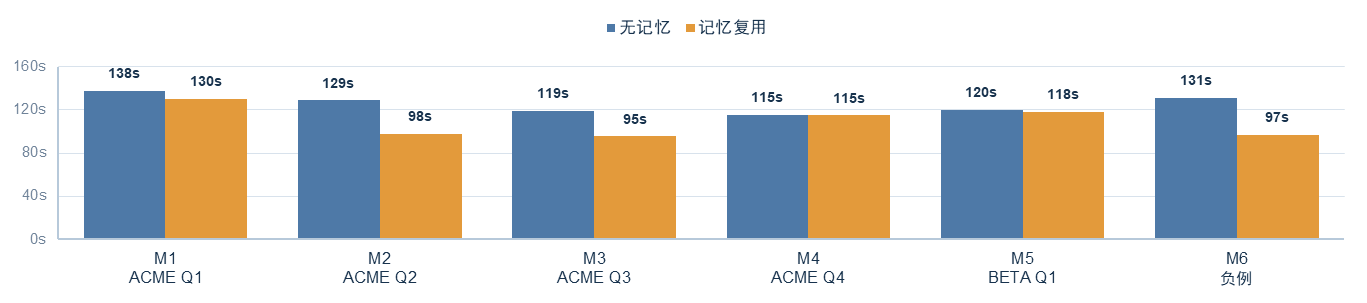 无记忆 记忆复用
160s
120s
80s
40s
0s
138s 130s
129s 98s
119s 95s
115s 115s
120s 118s
131s 97s
M1
ACME Q1
M2
ACME Q2
M3
ACME Q3
M4
ACME Q4
M5
BETA Q1
M6
负例